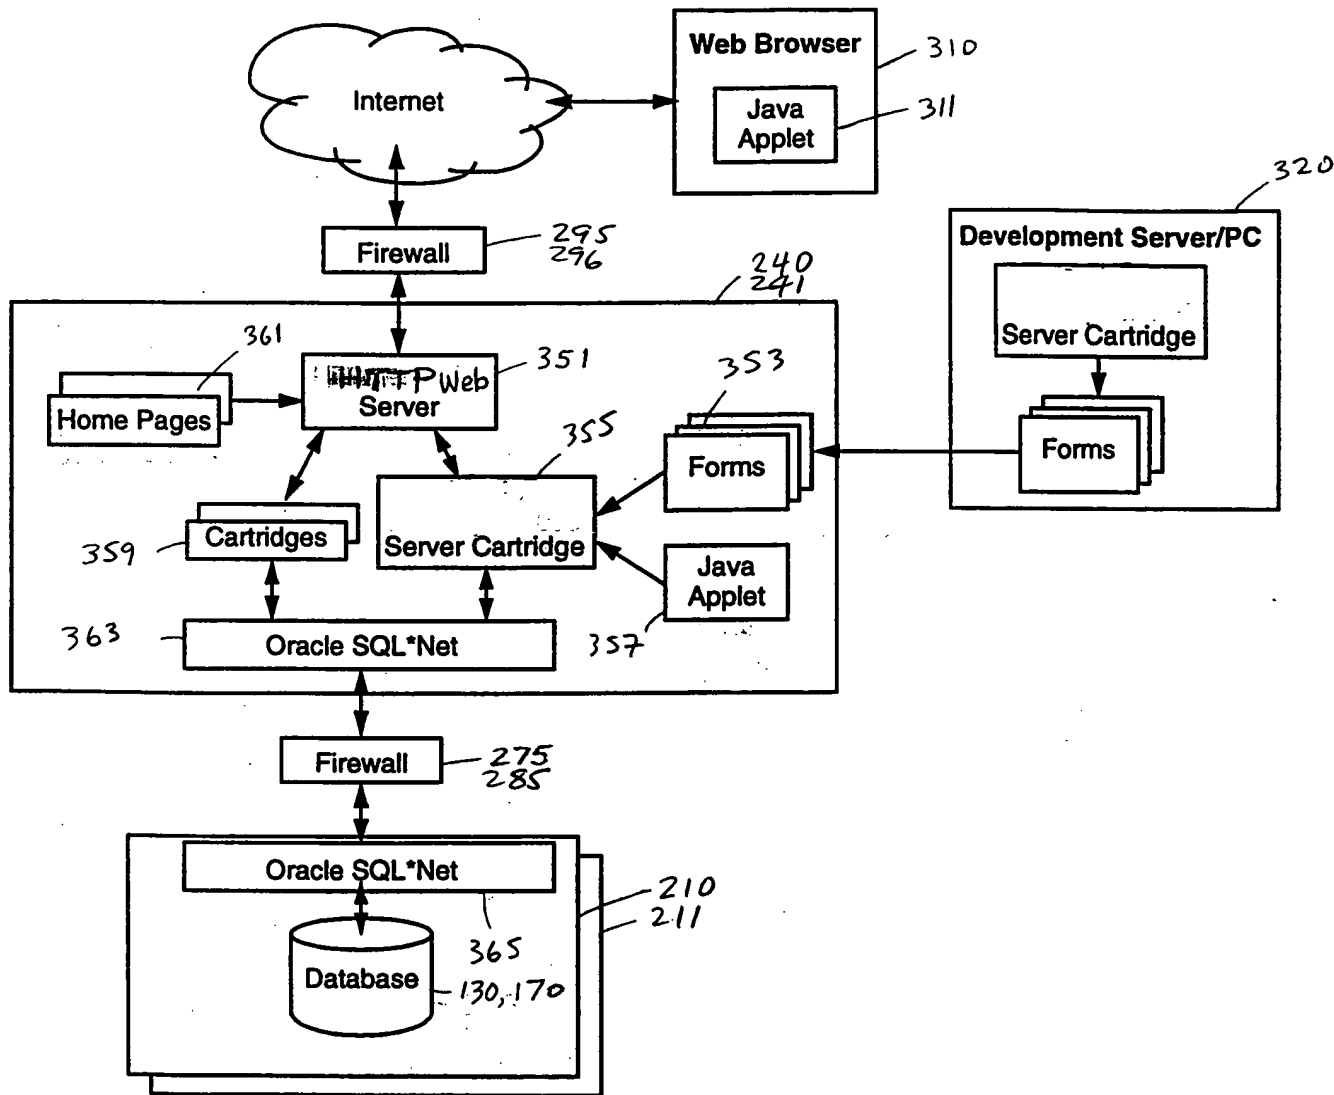 Web Browser
310
Internet
Java
Applet
311
320
Firewall
295
296
Development Server/PC
240
241
Server Cartridge
361
Web
Server
351
353
Home Pages
355
Forms
Forms
Cartridges
359
Server Cartridge
Java
Applet
357
363
Oracle SQL*Net
Firewall
275
285
Oracle SQL*Net
210
211
365
Database
130, 170